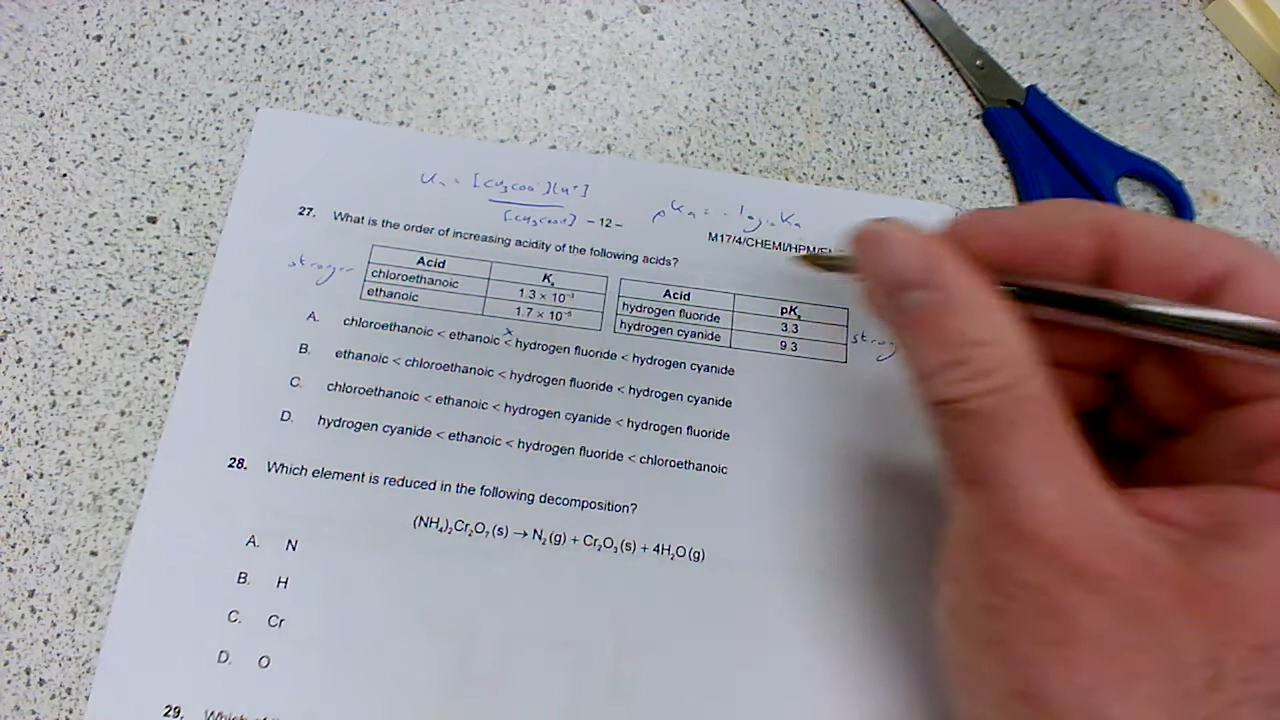 Ka = [CH3COO-][H+]
[CH3COOH]
- 12 -
pKa = -log10 Ka
M17/4/CHEMI/HPM/EN
27. What is the order of increasing acidity of the following acids?
stronger
Acid Ka
chloroethanoic 1.3 × 10⁻³
ethanoic 1.7 × 10⁻⁵
Acid pKa
hydrogen fluoride 3.3
hydrogen cyanide 9.3
A. chloroethanoic < ethanoic < hydrogen fluoride < hydrogen cyanide
x
B. ethanoic < chloroethanoic < hydrogen fluoride < hydrogen cyanide
C. chloroethanoic < ethanoic < hydrogen cyanide < hydrogen fluoride
D. hydrogen cyanide < ethanoic < hydrogen fluoride < chloroethanoic
28. Which element is reduced in the following decomposition?
(NH₄)₂Cr₂O₇(s) → N₂(g) + Cr₂O₃(s) + 4H₂O(g)
A. N
B. H
C. Cr
D. O
29.